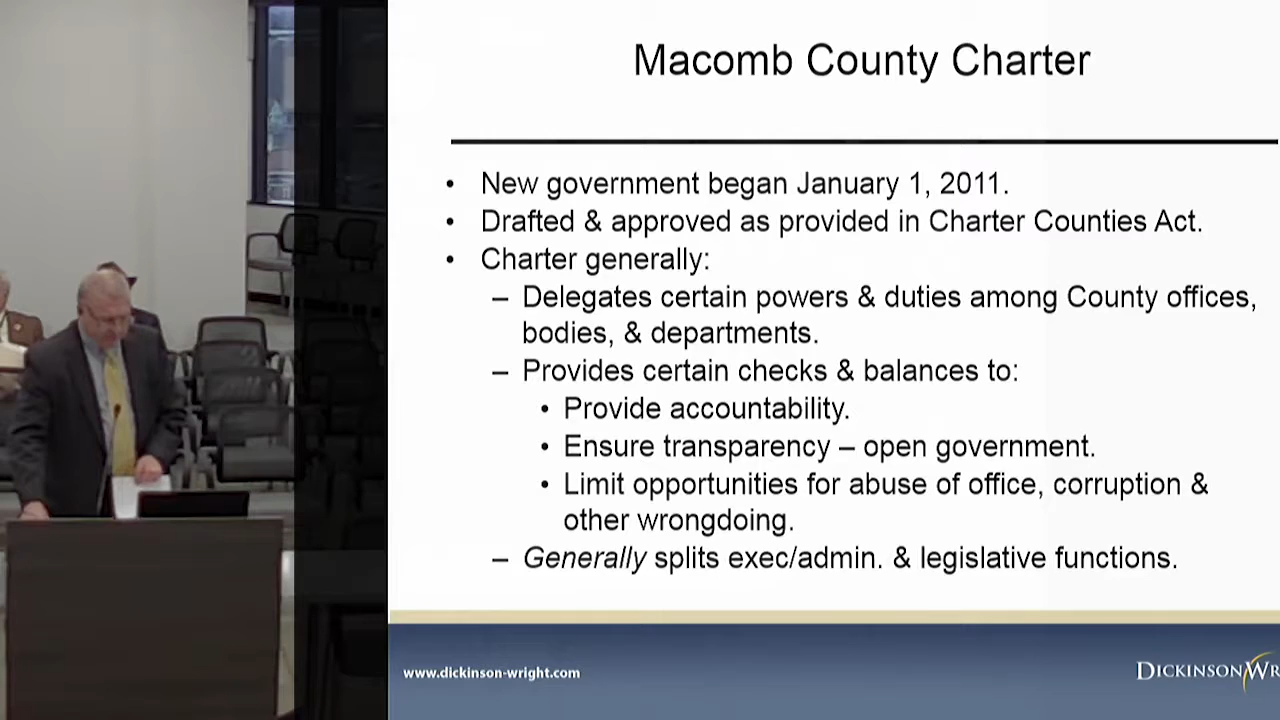 Macomb County Charter
• New government began January 1, 2011.
• Drafted & approved as provided in Charter Counties Act.
• Charter generally:
– Delegates certain powers & duties among County offices,
bodies, & departments.
– Provides certain checks & balances to:
• Provide accountability.
• Ensure transparency – open government.
• Limit opportunities for abuse of office, corruption &
other wrongdoing.
– Generally splits exec/admin. & legislative functions.
www.dickinson-wright.com
DICKINSON WR